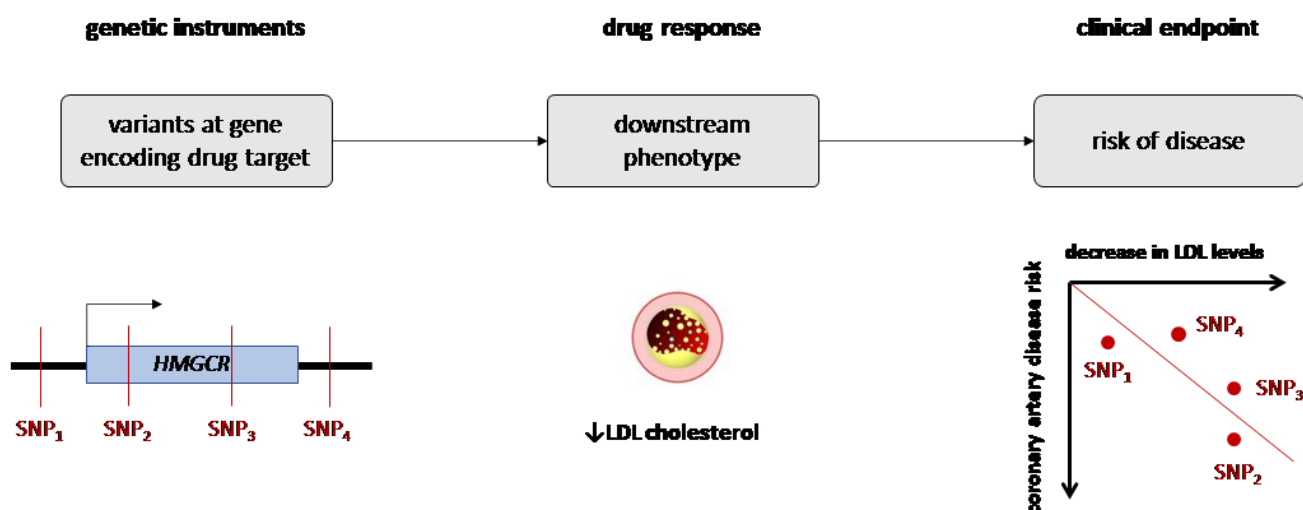 genetic instruments
drug response
clinical endpoint
variants at gene
encoding drug target
downstream
phenotype
risk of disease
HMGCR
SNP₁
SNP₂
SNP₃
SNP₄
↓LDL cholesterol
decrease in LDL levels
coronary artery disease risk
SNP₄
SNP₁
SNP₃
SNP₂